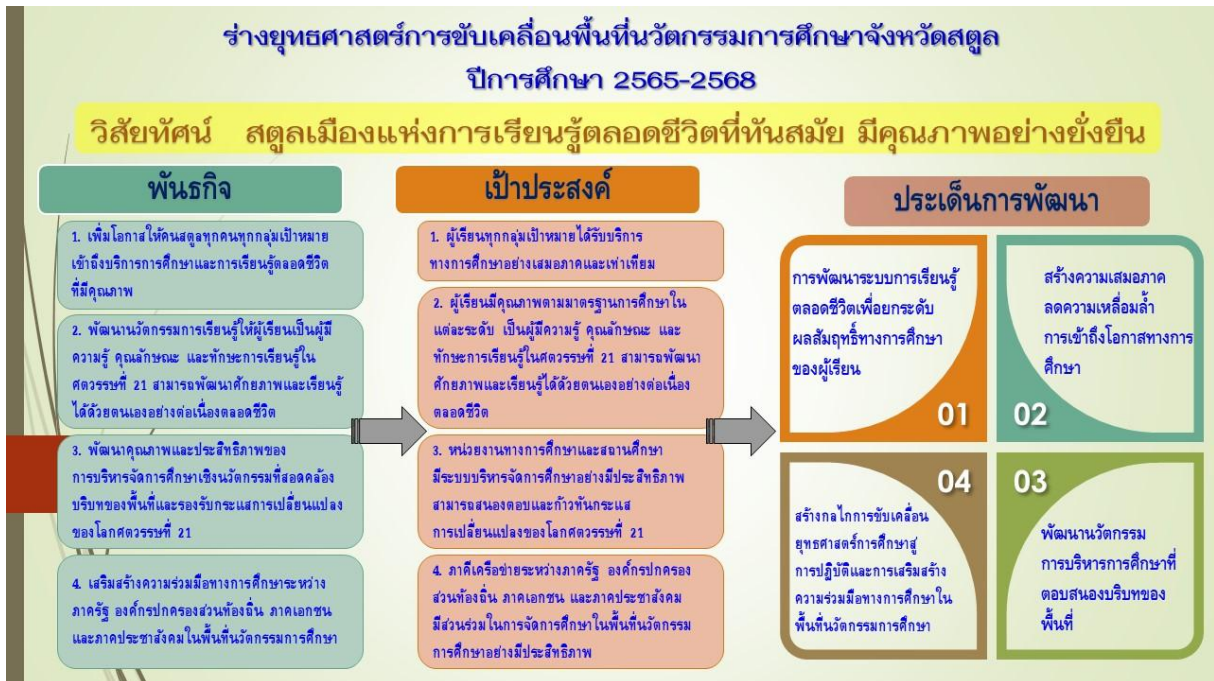 ร่างยุทธศาสตร์การขับเคลื่อนพื้นที่นวัตกรรมการศึกษาจังหวัดสตูล
ปีการศึกษา 2565-2568
วิสัยทัศน์ สตูลเมืองแห่งการเรียนรู้ตลอดชีวิตที่ทันสมัย มีคุณภาพอย่างยั่งยืน
พันธกิจ
1. เพิ่มโอกาสให้คนสตูลทุกคนทุกกลุ่มเป้าหมาย
เข้าถึงบริการการศึกษาและการเรียนรู้ตลอดชีวิต
ที่มีคุณภาพ
2. พัฒนานวัตกรรมการเรียนรู้ให้ผู้เรียนเป็นผู้มี
ความรู้ คุณลักษณะ และทักษะการเรียนรู้ใน
ศตวรรษที่ 21 สามารถพัฒนาศักยภาพและเรียนรู้
ได้ด้วยตนเองอย่างต่อเนื่องตลอดชีวิต
3. พัฒนาคุณภาพและประสิทธิภาพของ
การบริหารจัดการศึกษาเชิงนวัตกรรมที่สอดคล้อง
บริบทของพื้นที่และรองรับกระแสการเปลี่ยนแปลง
ของโลกศตวรรษที่ 21
4. เสริมสร้างความร่วมมือทางการศึกษาระหว่าง
ภาครัฐ องค์กรปกครองส่วนท้องถิ่น ภาคเอกชน
และภาคประชาสังคมในพื้นที่นวัตกรรมการศึกษา
เป้าประสงค์
1. ผู้เรียนทุกกลุ่มเป้าหมายได้รับบริการ
ทางการศึกษาอย่างเสมอภาคและเท่าเทียม
2. ผู้เรียนมีคุณภาพตามมาตรฐานการศึกษาใน
แต่ละระดับ เป็นผู้มีความรู้ คุณลักษณะ และ
ทักษะการเรียนรู้ในศตวรรษที่ 21 สามารถพัฒนา
ศักยภาพและเรียนรู้ได้ด้วยตนเองอย่างต่อเนื่อง
ตลอดชีวิต
3. หน่วยงานทางการศึกษาและสถานศึกษา
มีระบบบริหารจัดการศึกษาอย่างมีประสิทธิภาพ
สามารถสนองตอบและก้าวทันกระแส
การเปลี่ยนแปลงของโลกศตวรรษที่ 21
4. ภาคีเครือข่ายระหว่างภาครัฐ องค์กรปกครอง
ส่วนท้องถิ่น ภาคเอกชน และภาคประชาสังคม
มีส่วนร่วมในการจัดการศึกษาในพื้นที่นวัตกรรม
การศึกษาอย่างมีประสิทธิภาพ
ประเด็นการพัฒนา
การพัฒนาระบบการเรียนรู้
ตลอดชีวิตเพื่อยกระดับ
ผลสัมฤทธิ์ทางการศึกษา
ของผู้เรียน
01
สร้างความเสมอภาค
ลดความเหลื่อมล้ำ
การเข้าถึงโอกาสทางการ
ศึกษา
02
04
สร้างกลไกการขับเคลื่อน
ยุทธศาสตร์การศึกษาสู่
การปฏิบัติและการเสริมสร้าง
ความร่วมมือทางการศึกษาใน
พื้นที่นวัตกรรมการศึกษา
03
พัฒนานวัตกรรม
การบริหารการศึกษาที่
ตอบสนองบริบทของ
พื้นที่